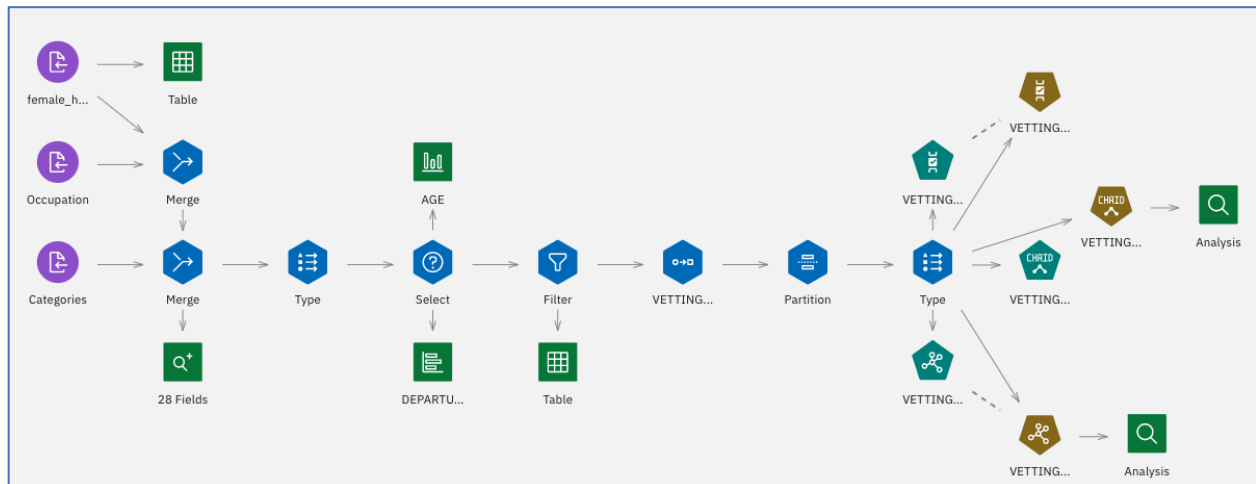 female_h...
Table
Occupation
Merge
AGE
VETTING...
VETTING...
CHAID
VETTING...
Analysis
Categories
Merge
Type
Select
Filter
VETTING...
Partition
Type
CHAID
VETTING...
28 Fields
DEPARTU...
Table
VETTING...
VETTING...
Analysis